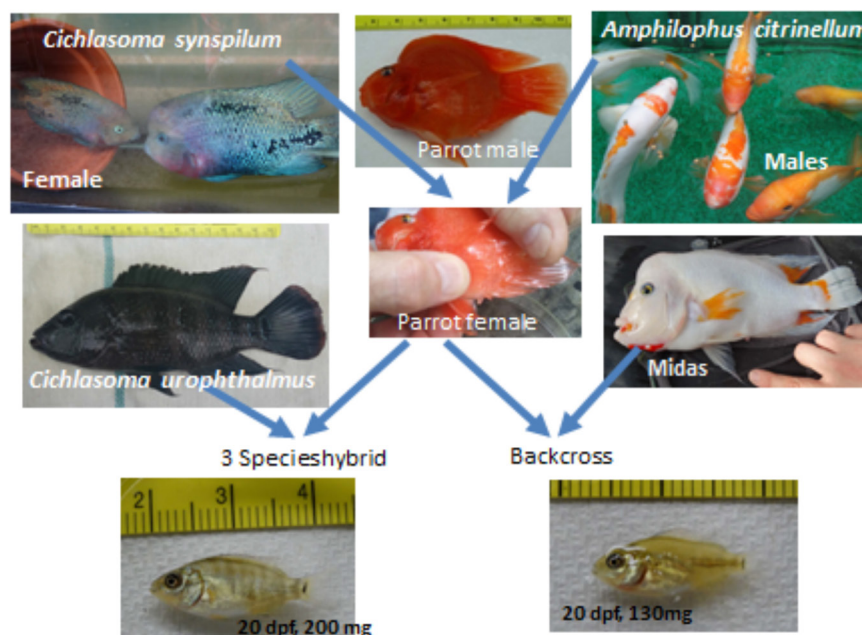 Cichlasoma synspilum
Amphilophus citrinellum
Parrot male
Female
Males
Parrot female
Cichlasoma urophthalmus
Midas
3 Specieshybrid
Backcross
2 3 4
20 dpf, 200 mg
20 dpf, 130mg